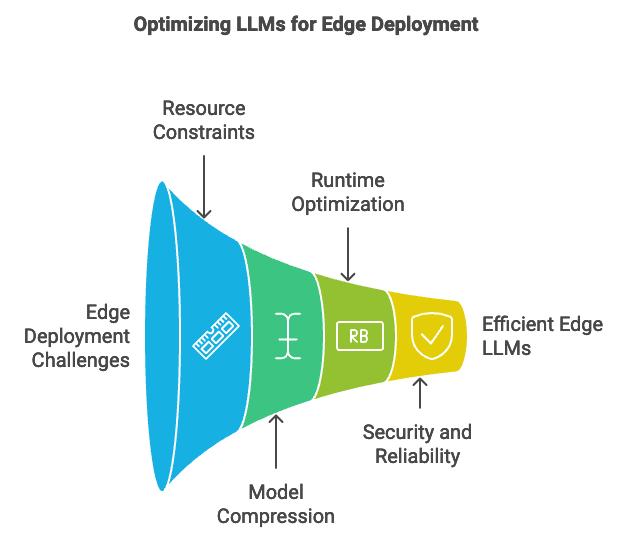 Optimizing LLMs for Edge Deployment
Resource
Constraints
Runtime
Optimization
Edge
Deployment
Challenges
RB
Efficient Edge
LLMs
Security and
Reliability
Model
Compression